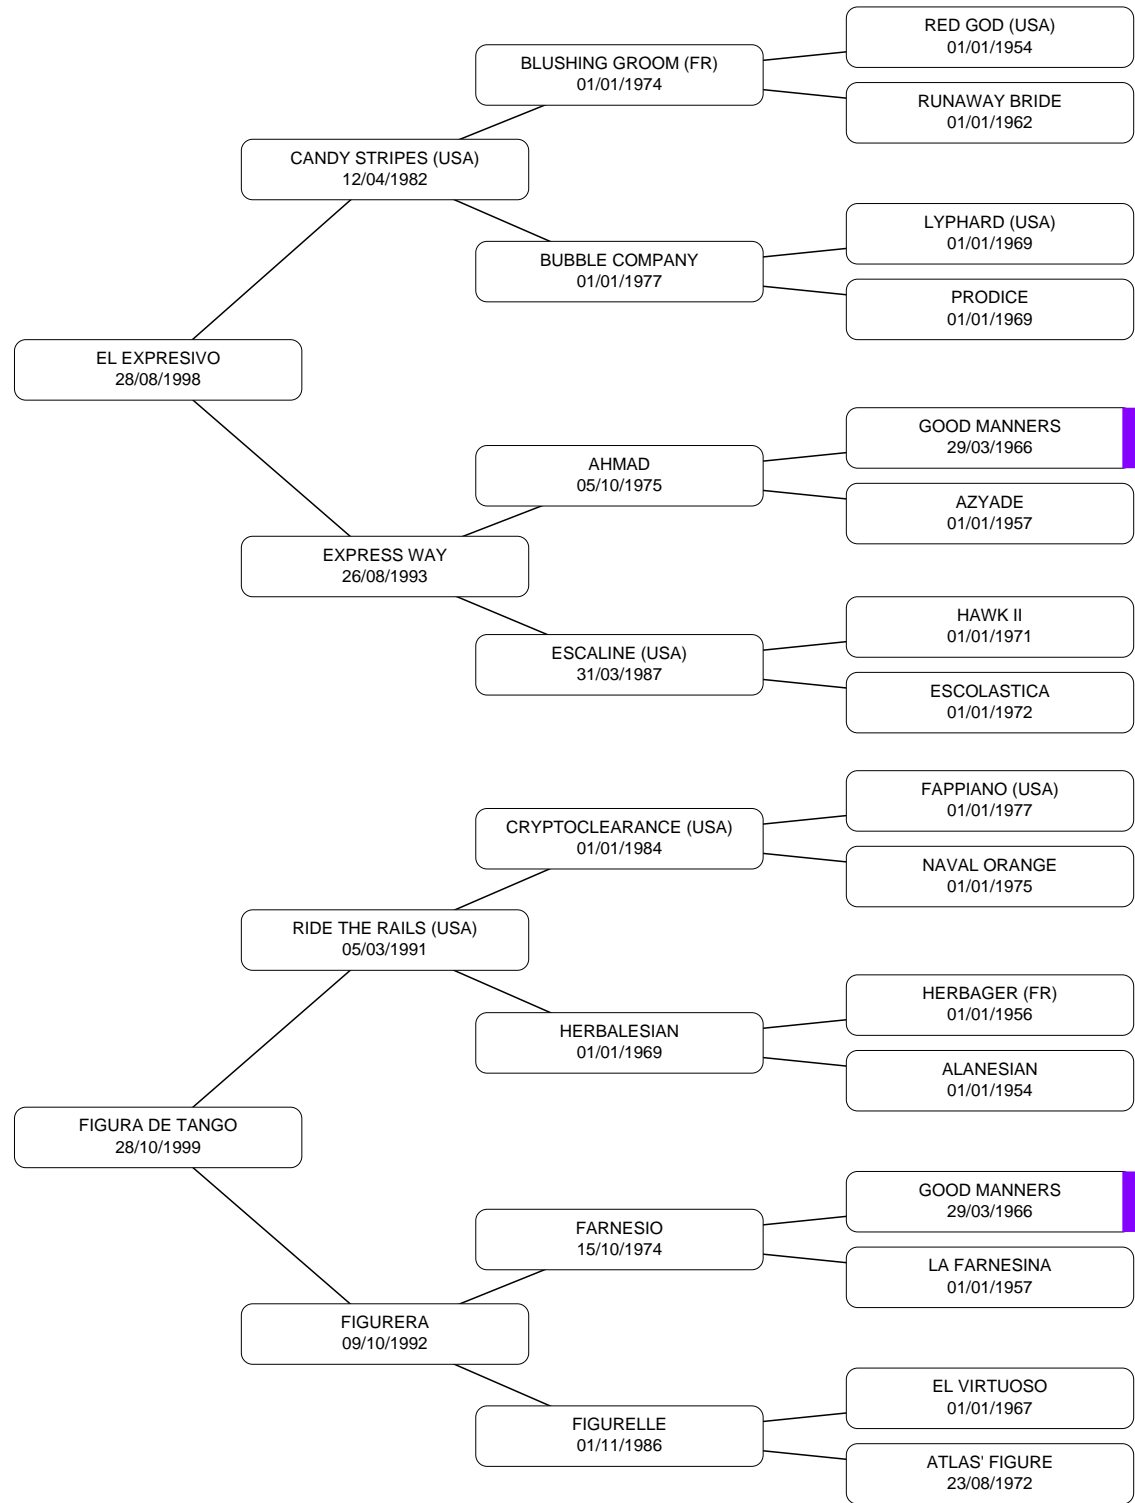 RED GOD (USA)
01/01/1954
BLUSHING GROOM (FR)
01/01/1974
RUNAWAY BRIDE
01/01/1962
CANDY STRIPES (USA)
12/04/1982
LYPHARD (USA)
01/01/1969
BUBBLE COMPANY
01/01/1977
PRODICE
01/01/1969
EL EXPRESIVO
28/08/1998
GOOD MANNERS
29/03/1966
AHMAD
05/10/1975
AZYADE
01/01/1957
EXPRESS WAY
26/08/1993
HAWK II
01/01/1971
ESCALINE (USA)
31/03/1987
ESCOLASTICA
01/01/1972
FAPPIANO (USA)
01/01/1977
CRYPTOCLEARANCE (USA)
01/01/1984
NAVAL ORANGE
01/01/1975
RIDE THE RAILS (USA)
05/03/1991
HERBAGER (FR)
01/01/1956
HERBALESIAN
01/01/1969
ALANESIAN
01/01/1954
FIGURA DE TANGO
28/10/1999
GOOD MANNERS
29/03/1966
FARNESIO
15/10/1974
LA FARNESINA
01/01/1957
FIGURERA
09/10/1992
EL VIRTUOSO
01/01/1967
FIGURELLE
01/11/1986
ATLAS' FIGURE
23/08/1972